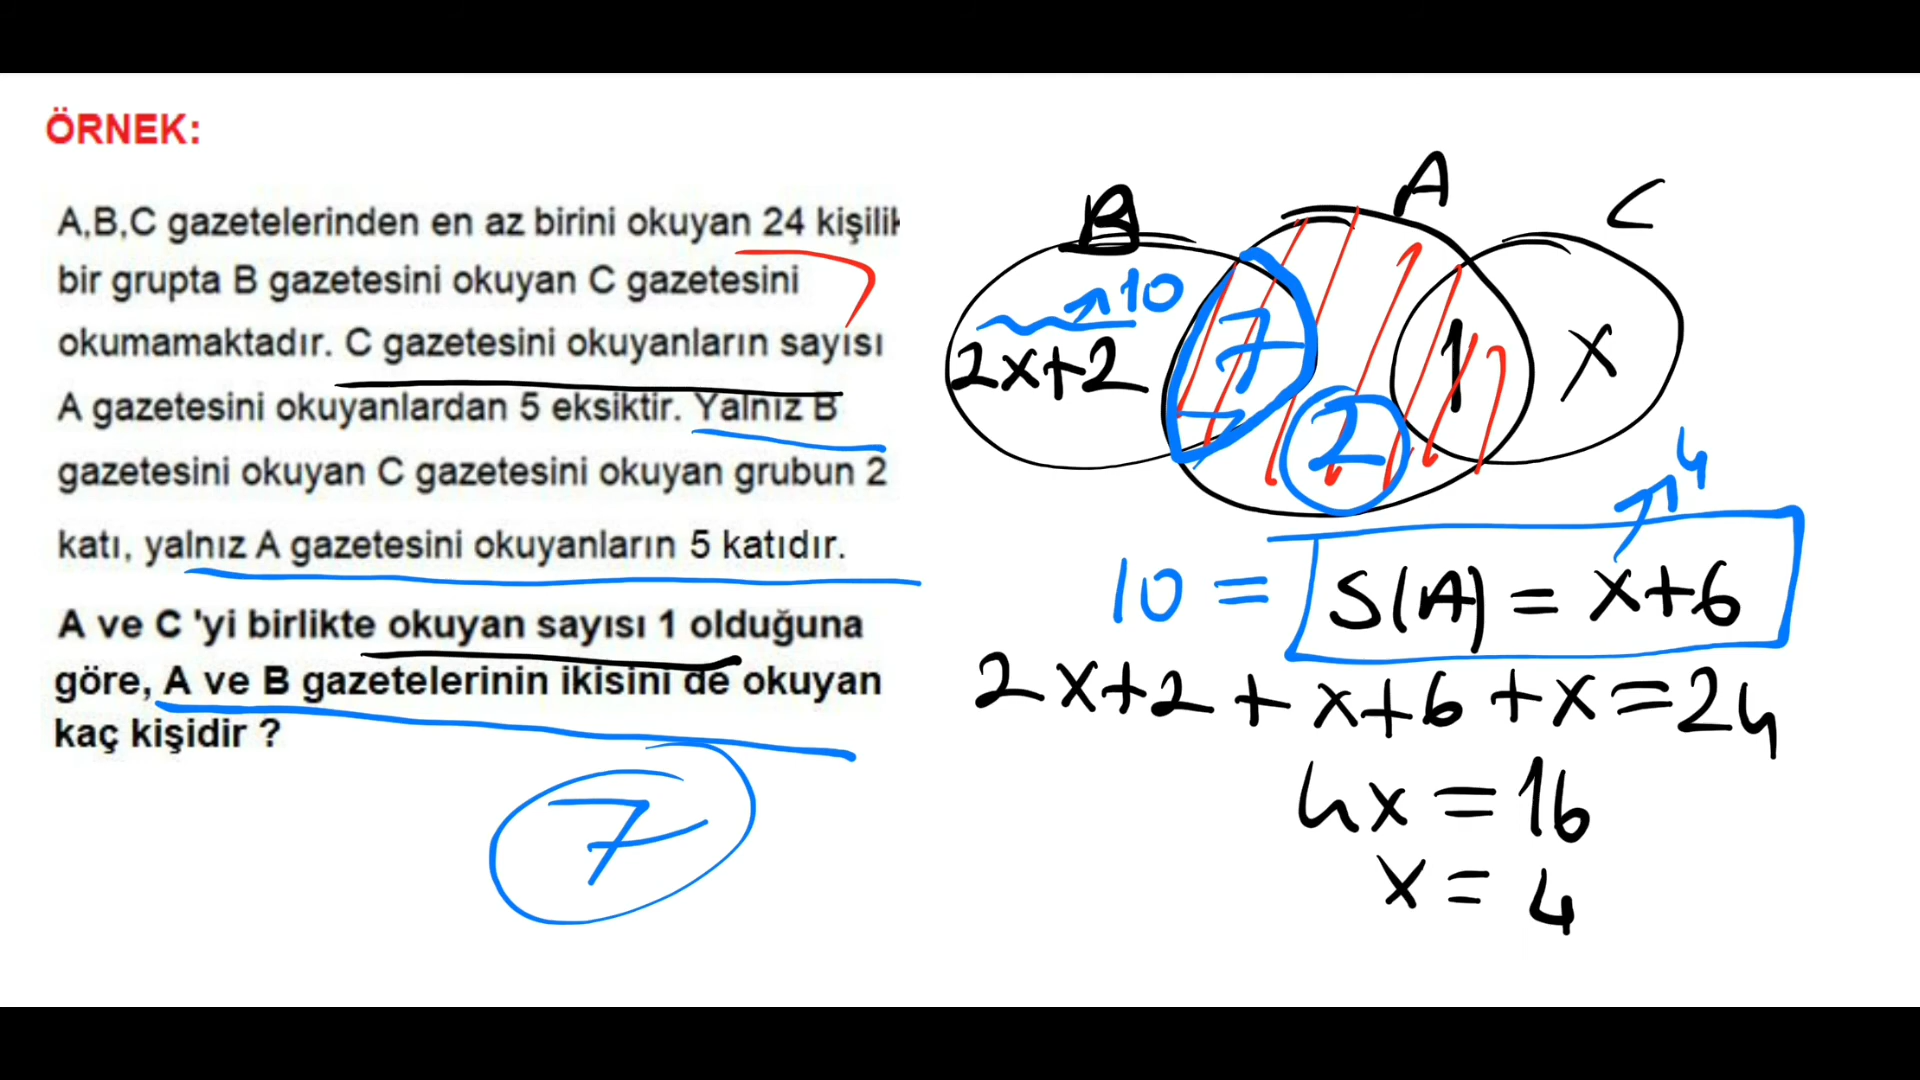 ÖRNEK:
A,B,C gazetelerinden en az birini okuyan 24 kişilik
bir grupta B gazetesini okuyan C gazetesini
okumamaktadır. C gazetesini okuyanların sayısı
A gazetesini okuyanlardan 5 eksiktir. Yalnız B
gazetesini okuyan C gazetesini okuyan grubun 2
katı, yalnız A gazetesini okuyanların 5 katıdır.
A ve C 'yi birlikte okuyan sayısı 1 olduğuna
göre, A ve B gazetelerinin ikisini de okuyan
kaç kişidir ?
7
B A C
10
2x+2 7 1 x
2
4
10 = S(A) = x+6
2x+2 + x+6 + x = 24
4x = 16
x = 4